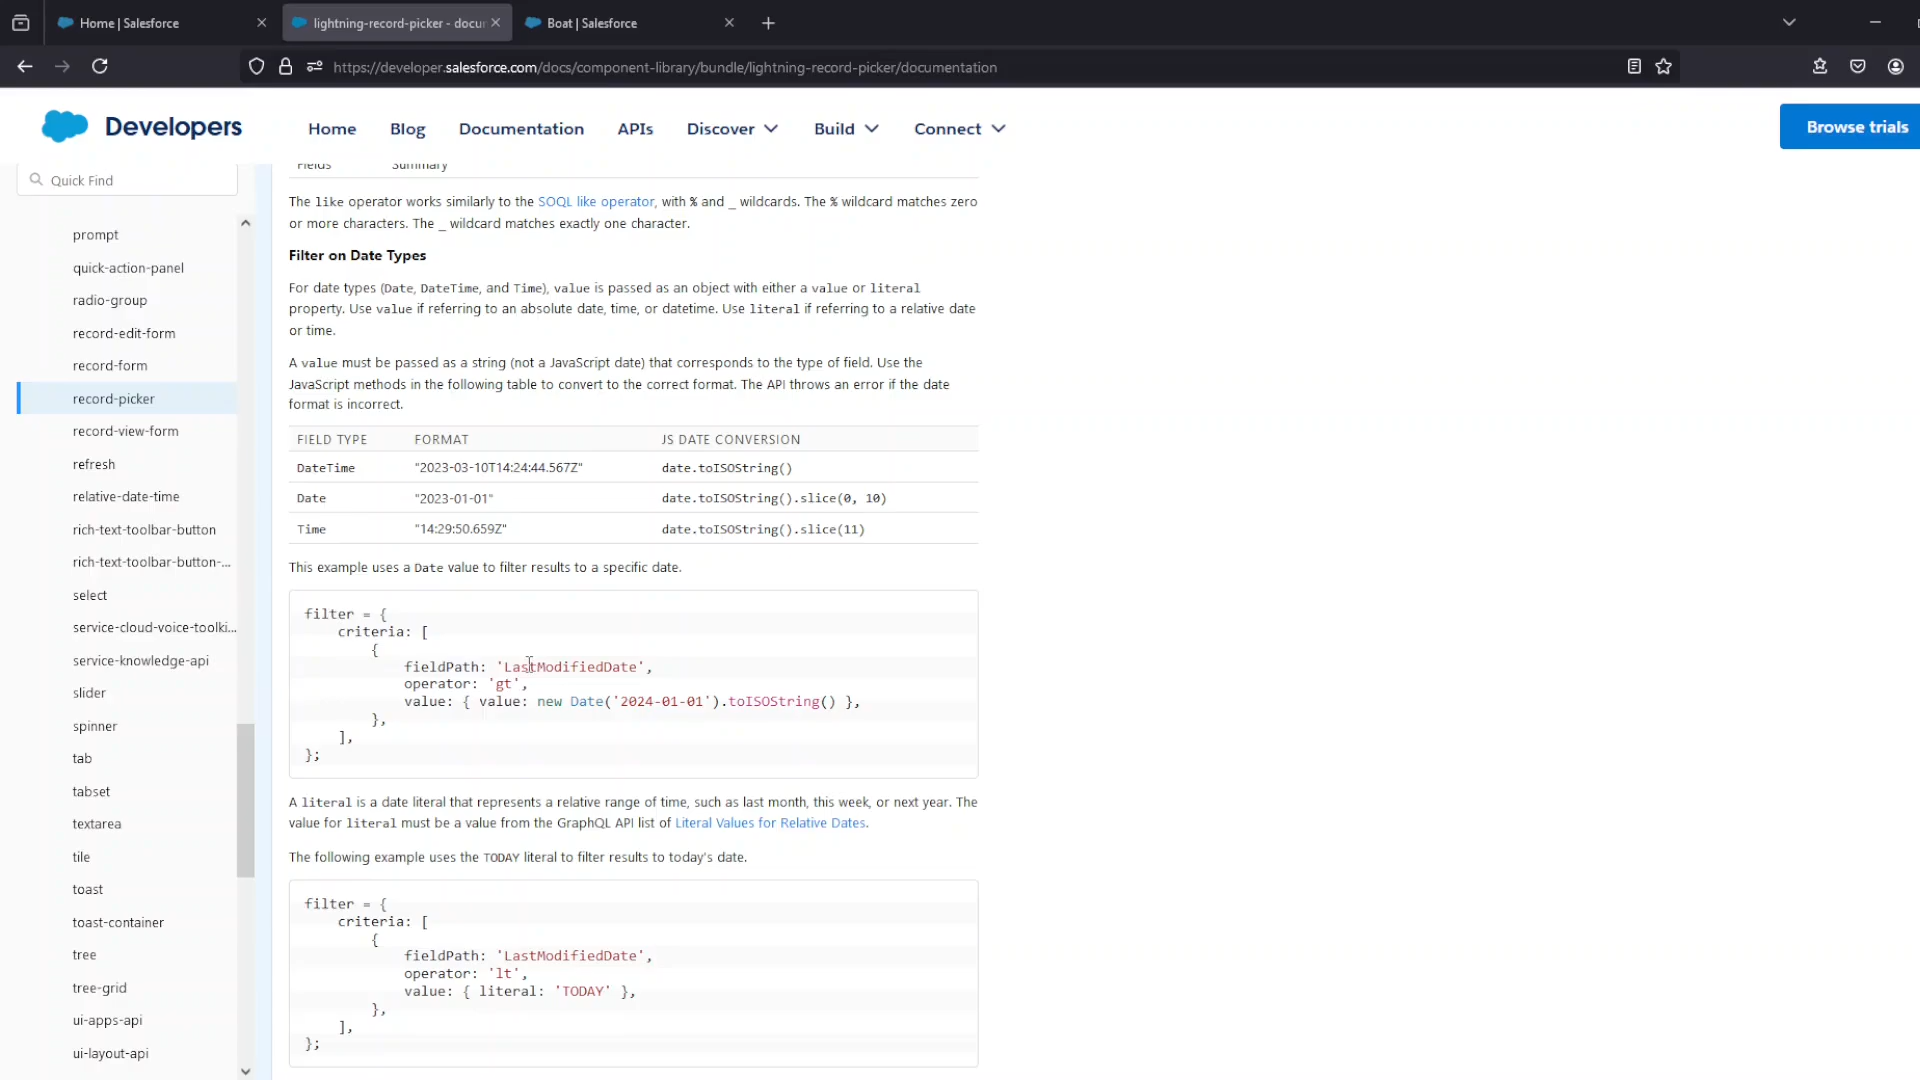 Home | Salesforce
lightning-record-picker - docu
Boat | Salesforce
https://developer.salesforce.com/docs/component-library/bundle/lightning-record-picker/documentation
Developers
Home
Blog
Documentation
APIs
Discover
Build
Connect
Browse trials
Quick Find
prompt
quick-action-panel
radio-group
record-edit-form
record-form
record-picker
record-view-form
refresh
relative-date-time
rich-text-toolbar-button
rich-text-toolbar-button-...
select
service-cloud-voice-toolki...
service-knowledge-api
slider
spinner
tab
tabset
textarea
tile
toast
toast-container
tree
tree-grid
ui-apps-api
ui-layout-api
Fields Summary
The like operator works similarly to the SOQL like operator, with % and _ wildcards. The % wildcard matches zero
or more characters. The _ wildcard matches exactly one character.
Filter on Date Types
For date types (Date, DateTime, and Time), value is passed as an object with either a value or literal
property. Use value if referring to an absolute date, time, or datetime. Use literal if referring to a relative date
or time.
A value must be passed as a string (not a JavaScript date) that corresponds to the type of field. Use the
JavaScript methods in the following table to convert to the correct format. The API throws an error if the date
format is incorrect.
FIELD TYPE FORMAT JS DATE CONVERSION
DateTime "2023-03-10T14:24:44.567Z" date.toISOString()
Date "2023-01-01" date.toISOString().slice(0, 10)
Time "14:29:50.659Z" date.toISOString().slice(11)
This example uses a Date value to filter results to a specific date.
filter = {
criteria: [
{
fieldPath: 'LastModifiedDate',
operator: 'gt',
value: { value: new Date('2024-01-01').toISOString() },
},
],
};
A literal is a date literal that represents a relative range of time, such as last month, this week, or next year. The
value for literal must be a value from the GraphQL API list of Literal Values for Relative Dates.
The following example uses the TODAY literal to filter results to today's date.
filter = {
criteria: [
{
fieldPath: 'LastModifiedDate',
operator: 'lt',
value: { literal: 'TODAY' },
},
],
};